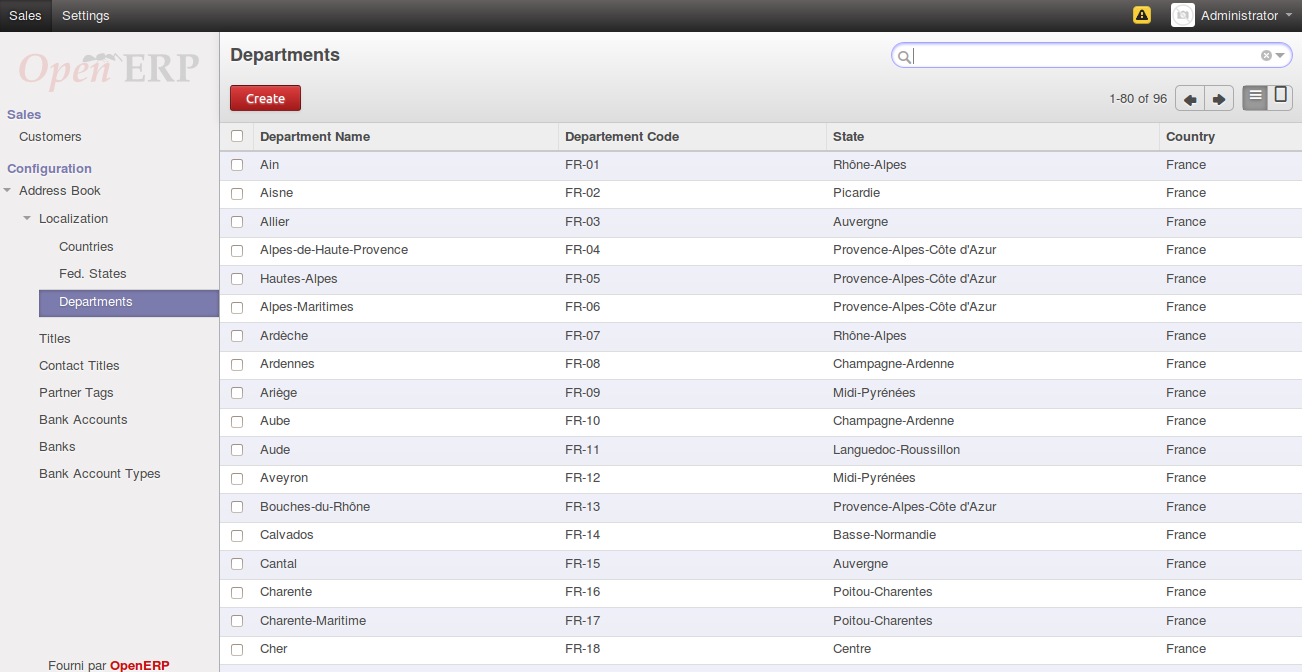 Sales Settings Administrator
OpenERP
Sales
Customers
Configuration
Address Book
Localization
Countries
Fed. States
Departments
Titles
Contact Titles
Partner Tags
Bank Accounts
Banks
Bank Account Types
Fourni par OpenERP
Departments
Create 1-80 of 96
Department Name Departement Code State Country
Ain FR-01 Rhône-Alpes France
Aisne FR-02 Picardie France
Allier FR-03 Auvergne France
Alpes-de-Haute-Provence FR-04 Provence-Alpes-Côte d'Azur France
Hautes-Alpes FR-05 Provence-Alpes-Côte d'Azur France
Alpes-Maritimes FR-06 Provence-Alpes-Côte d'Azur France
Ardèche FR-07 Rhône-Alpes France
Ardennes FR-08 Champagne-Ardenne France
Ariège FR-09 Midi-Pyrénées France
Aube FR-10 Champagne-Ardenne France
Aude FR-11 Languedoc-Roussillon France
Aveyron FR-12 Midi-Pyrénées France
Bouches-du-Rhône FR-13 Provence-Alpes-Côte d'Azur France
Calvados FR-14 Basse-Normandie France
Cantal FR-15 Auvergne France
Charente FR-16 Poitou-Charentes France
Charente-Maritime FR-17 Poitou-Charentes France
Cher FR-18 Centre France